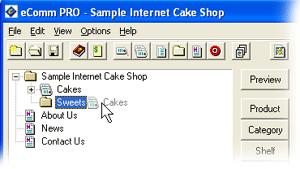 eComm PRO - Sample Internet Cake Shop
File Edit View Options Help
Sample Internet Cake Shop
Cakes
Sweets Cakes
About Us
News
Contact Us
Preview
Product
Category
Shelf